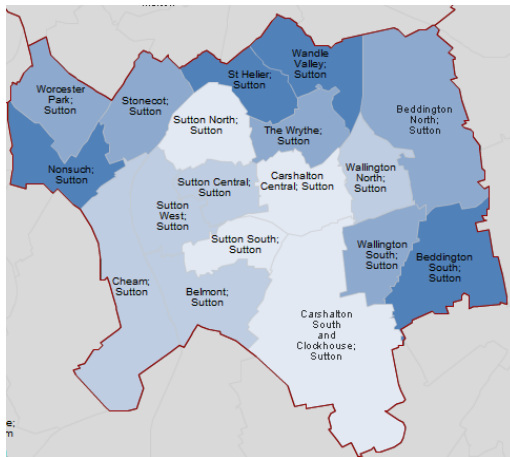 Wandle
Valley;
Sutton
St Helier;
Sutton
Worcester
Park;
Sutton
Stonecot;
Sutton
Beddington
North;
Sutton
Sutton North;
Sutton
The Wrythe;
Sutton
Nonsuch;
Sutton
Sutton Central;
Sutton
Carshalton
Central; Sutton
Wallington
North;
Sutton
Sutton
West;
Sutton
Sutton South;
Sutton
Wallington
South;
Sutton
Beddington
South;
Sutton
Cheam;
Sutton
Belmont;
Sutton
Carshalton
South
and
Clockhouse;
Sutton
e;
m